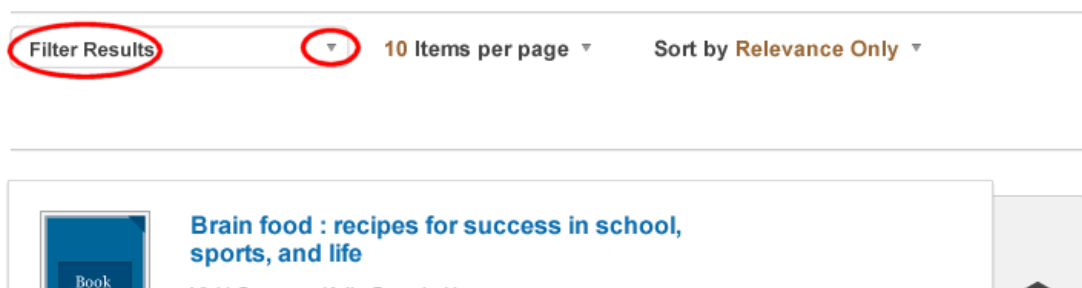 Filter Results
10 Items per page
Sort by Relevance Only
Brain food : recipes for success in school,
sports, and life
Book